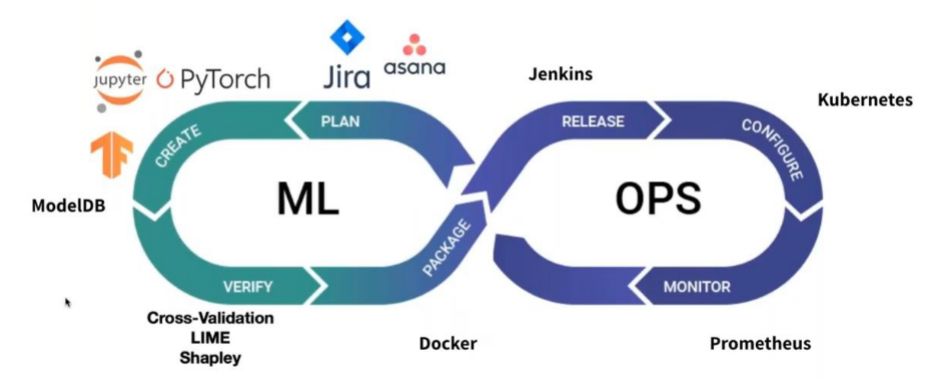 jupyter
PyTorch
Jira
asana
Jenkins
Kubernetes
PLAN
RELEASE
CREATE
CONFIGURE
ModelDB
ML
OPS
PACKAGE
VERIFY
MONITOR
Cross-Validation
LIME
Shapley
Docker
Prometheus